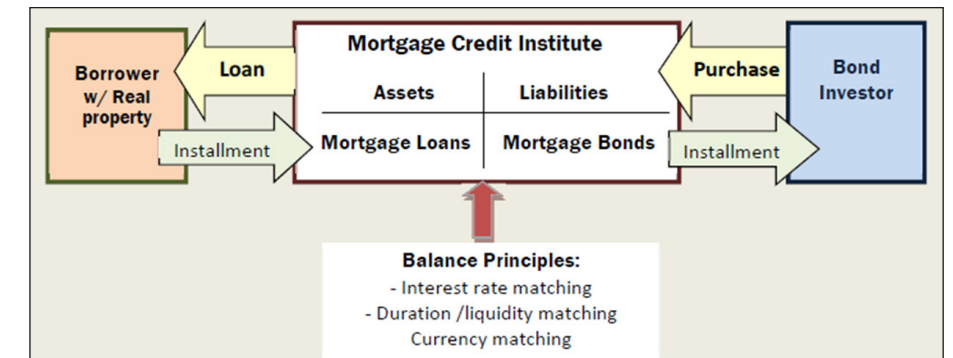 Borrower
w/ Real
property
Loan
Installment
Mortgage Credit Institute
Assets
Liabilities
Mortgage Loans
Mortgage Bonds
Purchase
Installment
Bond
Investor
Balance Principles:
- Interest rate matching
- Duration /liquidity matching
Currency matching